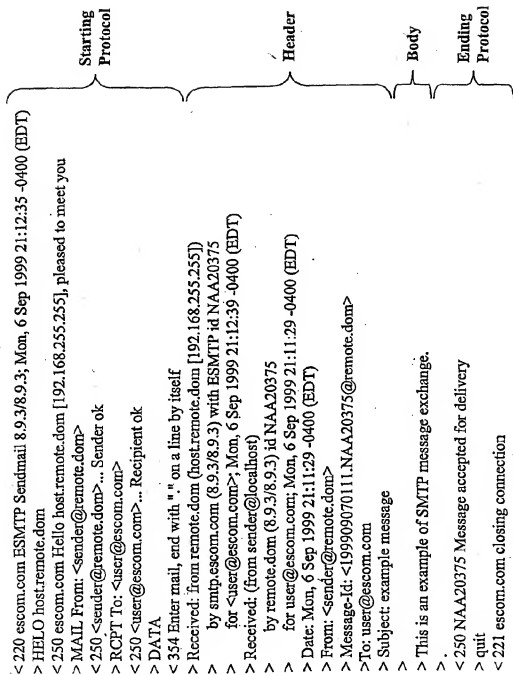 < 220 escom.com ESMTP Sendmail 8.9.3/8.9.3; Mon, 6 Sep 1999 21:12:35 -0400 (EDT)
> HELO host.remote.dom
< 250 escom.com Hello host.remote.dom [192.168.255.255], pleased to meet you
> MAIL From: <sender@remote.dom>
< 250 <sender@remote.dom>... Sender ok
> RCPT To: <user@escom.com>
< 250 <user@escom.com>... Recipient ok
> DATA
< 354 Enter mail, end with "." on a line by itself
Starting
Protocol
> Received: from remote.dom (host.remote.dom [192.168.255.255])
> by smtp.escom.com (8.9.3/8.9.3) with ESMTP id NAA20375
> for <user@escom.com>; Mon, 6 Sep 1999 21:12:39 -0400 (EDT)
> Received: (from sender@localhost)
> by remote.dom (8.9.3/8.9.3) id NAA20375
> for user@escom.com; Mon, 6 Sep 1999 21:11:29 -0400 (EDT)
> Date: Mon, 6 Sep 1999 21:11:29 -0400 (EDT)
> From: <sender@remote.dom>
> Message-Id: <199909070111.NAA20375@remote.dom>
>To: user@escom.com
> Subject: example message
>
Header
> This is an example of SMTP message exchange.
Body
> .
< 250 NAA20375 Message accepted for delivery
> quit
< 221 escom.com closing connection
Ending
Protocol